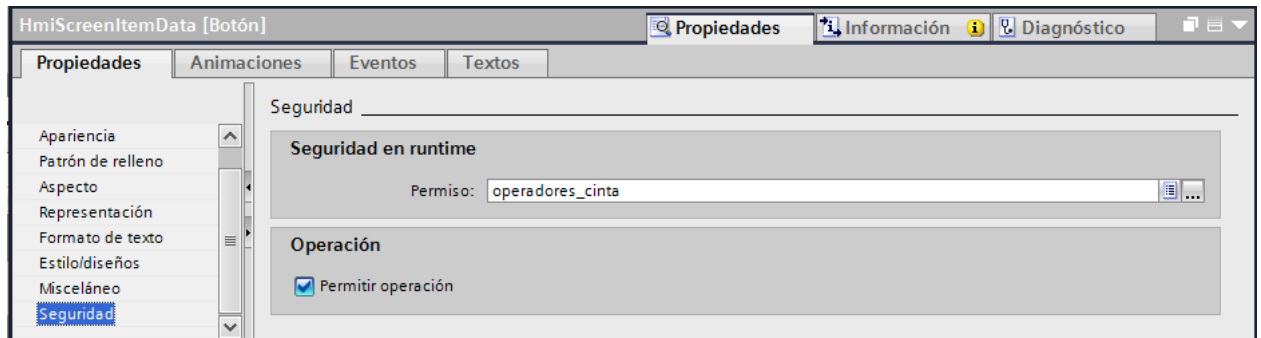 HmiScreenItemData [Botón]
Propiedades
Información
Diagnóstico
Propiedades
Animaciones
Eventos
Textos
Apariencia
Patrón de relleno
Aspecto
Representación
Formato de texto
Estilo/diseños
Misceláneo
Seguridad
Seguridad
Seguridad en runtime
Permiso: operadores_cinta
...
Operación
Permitir operación